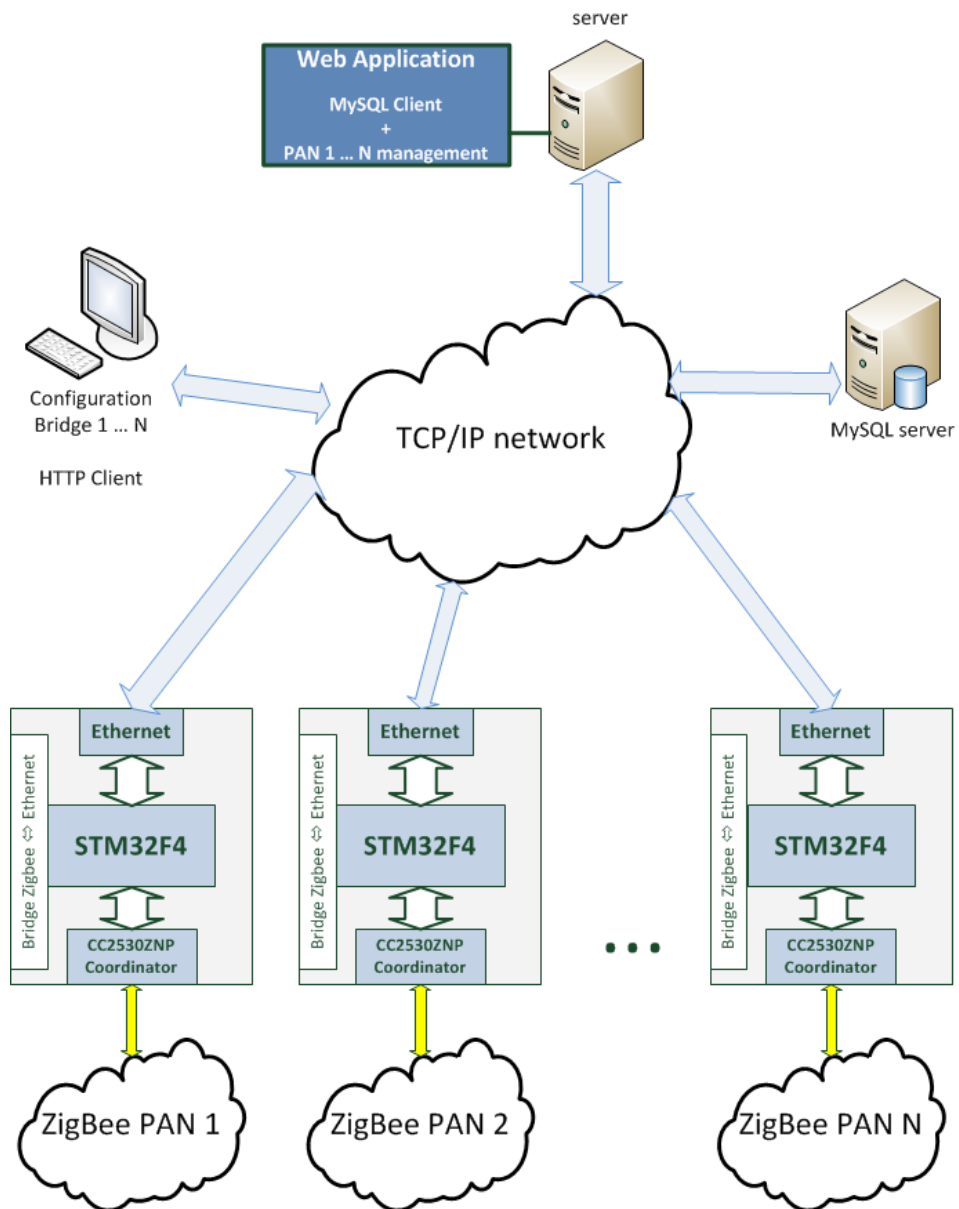 server
Web Application
MySQL Client
+
PAN 1 ... N management
Configuration
Bridge 1 ... N
HTTP Client
TCP/IP network
MySQL server
Ethernet
Bridge Zigbee ⇔ Ethernet
STM32F4
CC2530ZNP
Coordinator
Ethernet
Bridge Zigbee ⇔ Ethernet
STM32F4
CC2530ZNP
Coordinator
...
Ethernet
Bridge Zigbee ⇔ Ethernet
STM32F4
CC2530ZNP
Coordinator
ZigBee PAN 1
ZigBee PAN 2
ZigBee PAN N